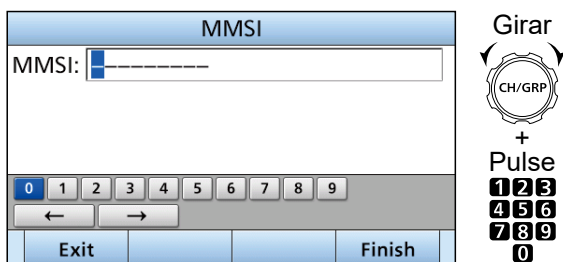 MMSI
MMSI: ---------
0 1 2 3 4 5 6 7 8 9
← →
Exit Finish
Girar
CH/GRP
+
Pulse
1 2 3
4 5 6
7 8 9
0